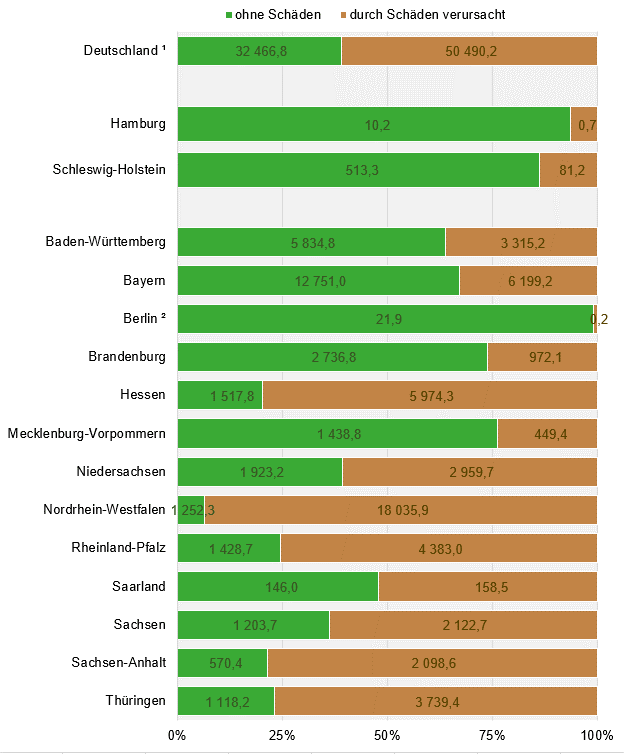 ohne Schäden durch Schäden verursacht
Deutschland ¹ 32 466,8 50 490,2
Hamburg 10,2 0,7
Schleswig-Holstein 513,3 81,2
Baden-Württemberg 5 834,8 3 315,2
Bayern 12 751,0 6 199,2
Berlin ² 21,9 0,2
Brandenburg 2 736,8 972,1
Hessen 1 517,8 5 974,3
Mecklenburg-Vorpommern 1 438,8 449,4
Niedersachsen 1 923,2 2 959,7
Nordrhein-Westfalen 1 252,3 18 035,9
Rheinland-Pfalz 1 428,7 4 383,0
Saarland 146,0 158,5
Sachsen 1 203,7 2 122,7
Sachsen-Anhalt 570,4 2 098,6
Thüringen 1 118,2 3 739,4
0% 25% 50% 75% 100%